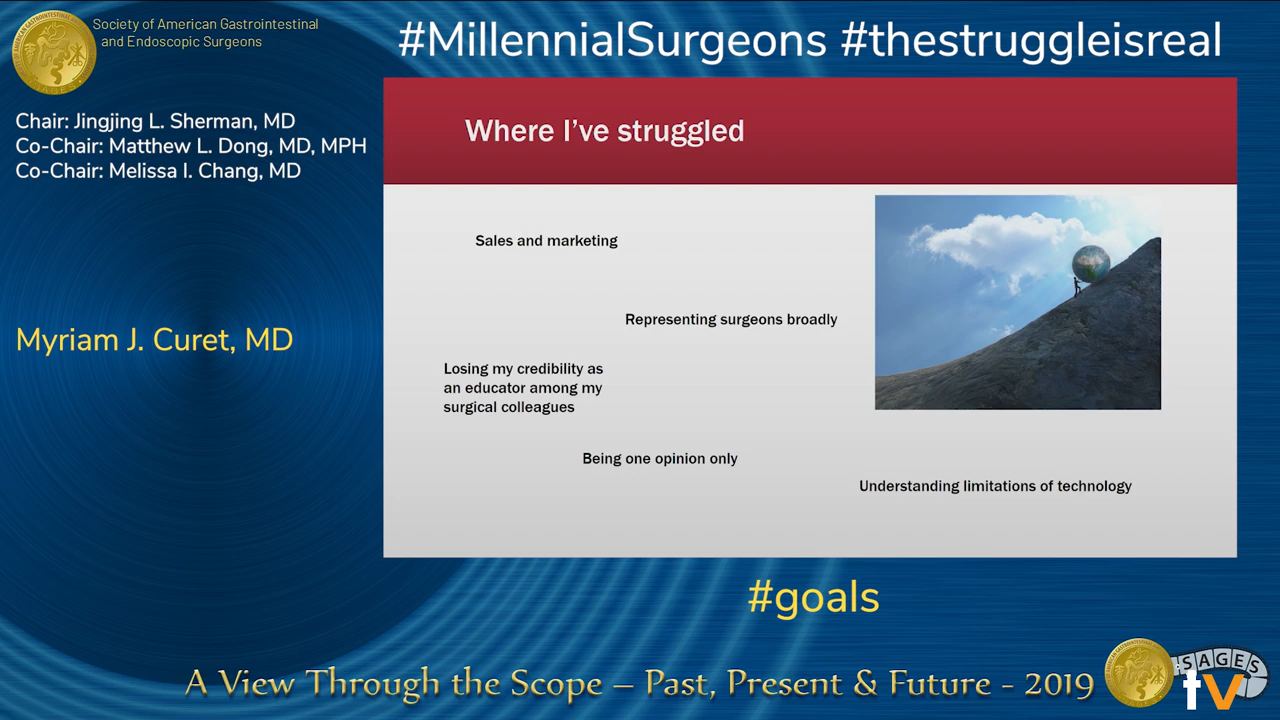 Society of American Gastrointestinal
and Endoscopic Surgeons
#MillennialSurgeons #thestruggleisreal
Chair: Jingjing L. Sherman, MD
Co-Chair: Matthew L. Dong, MD, MPH
Co-Chair: Melissa I. Chang, MD
Myriam J. Curet, MD
Where I've struggled
Sales and marketing
Representing surgeons broadly
Losing my credibility as
an educator among my
surgical colleagues
Being one opinion only
Understanding limitations of technology
#goals
A View Through the Scope – Past, Present & Future - 2019
SAGES
tv